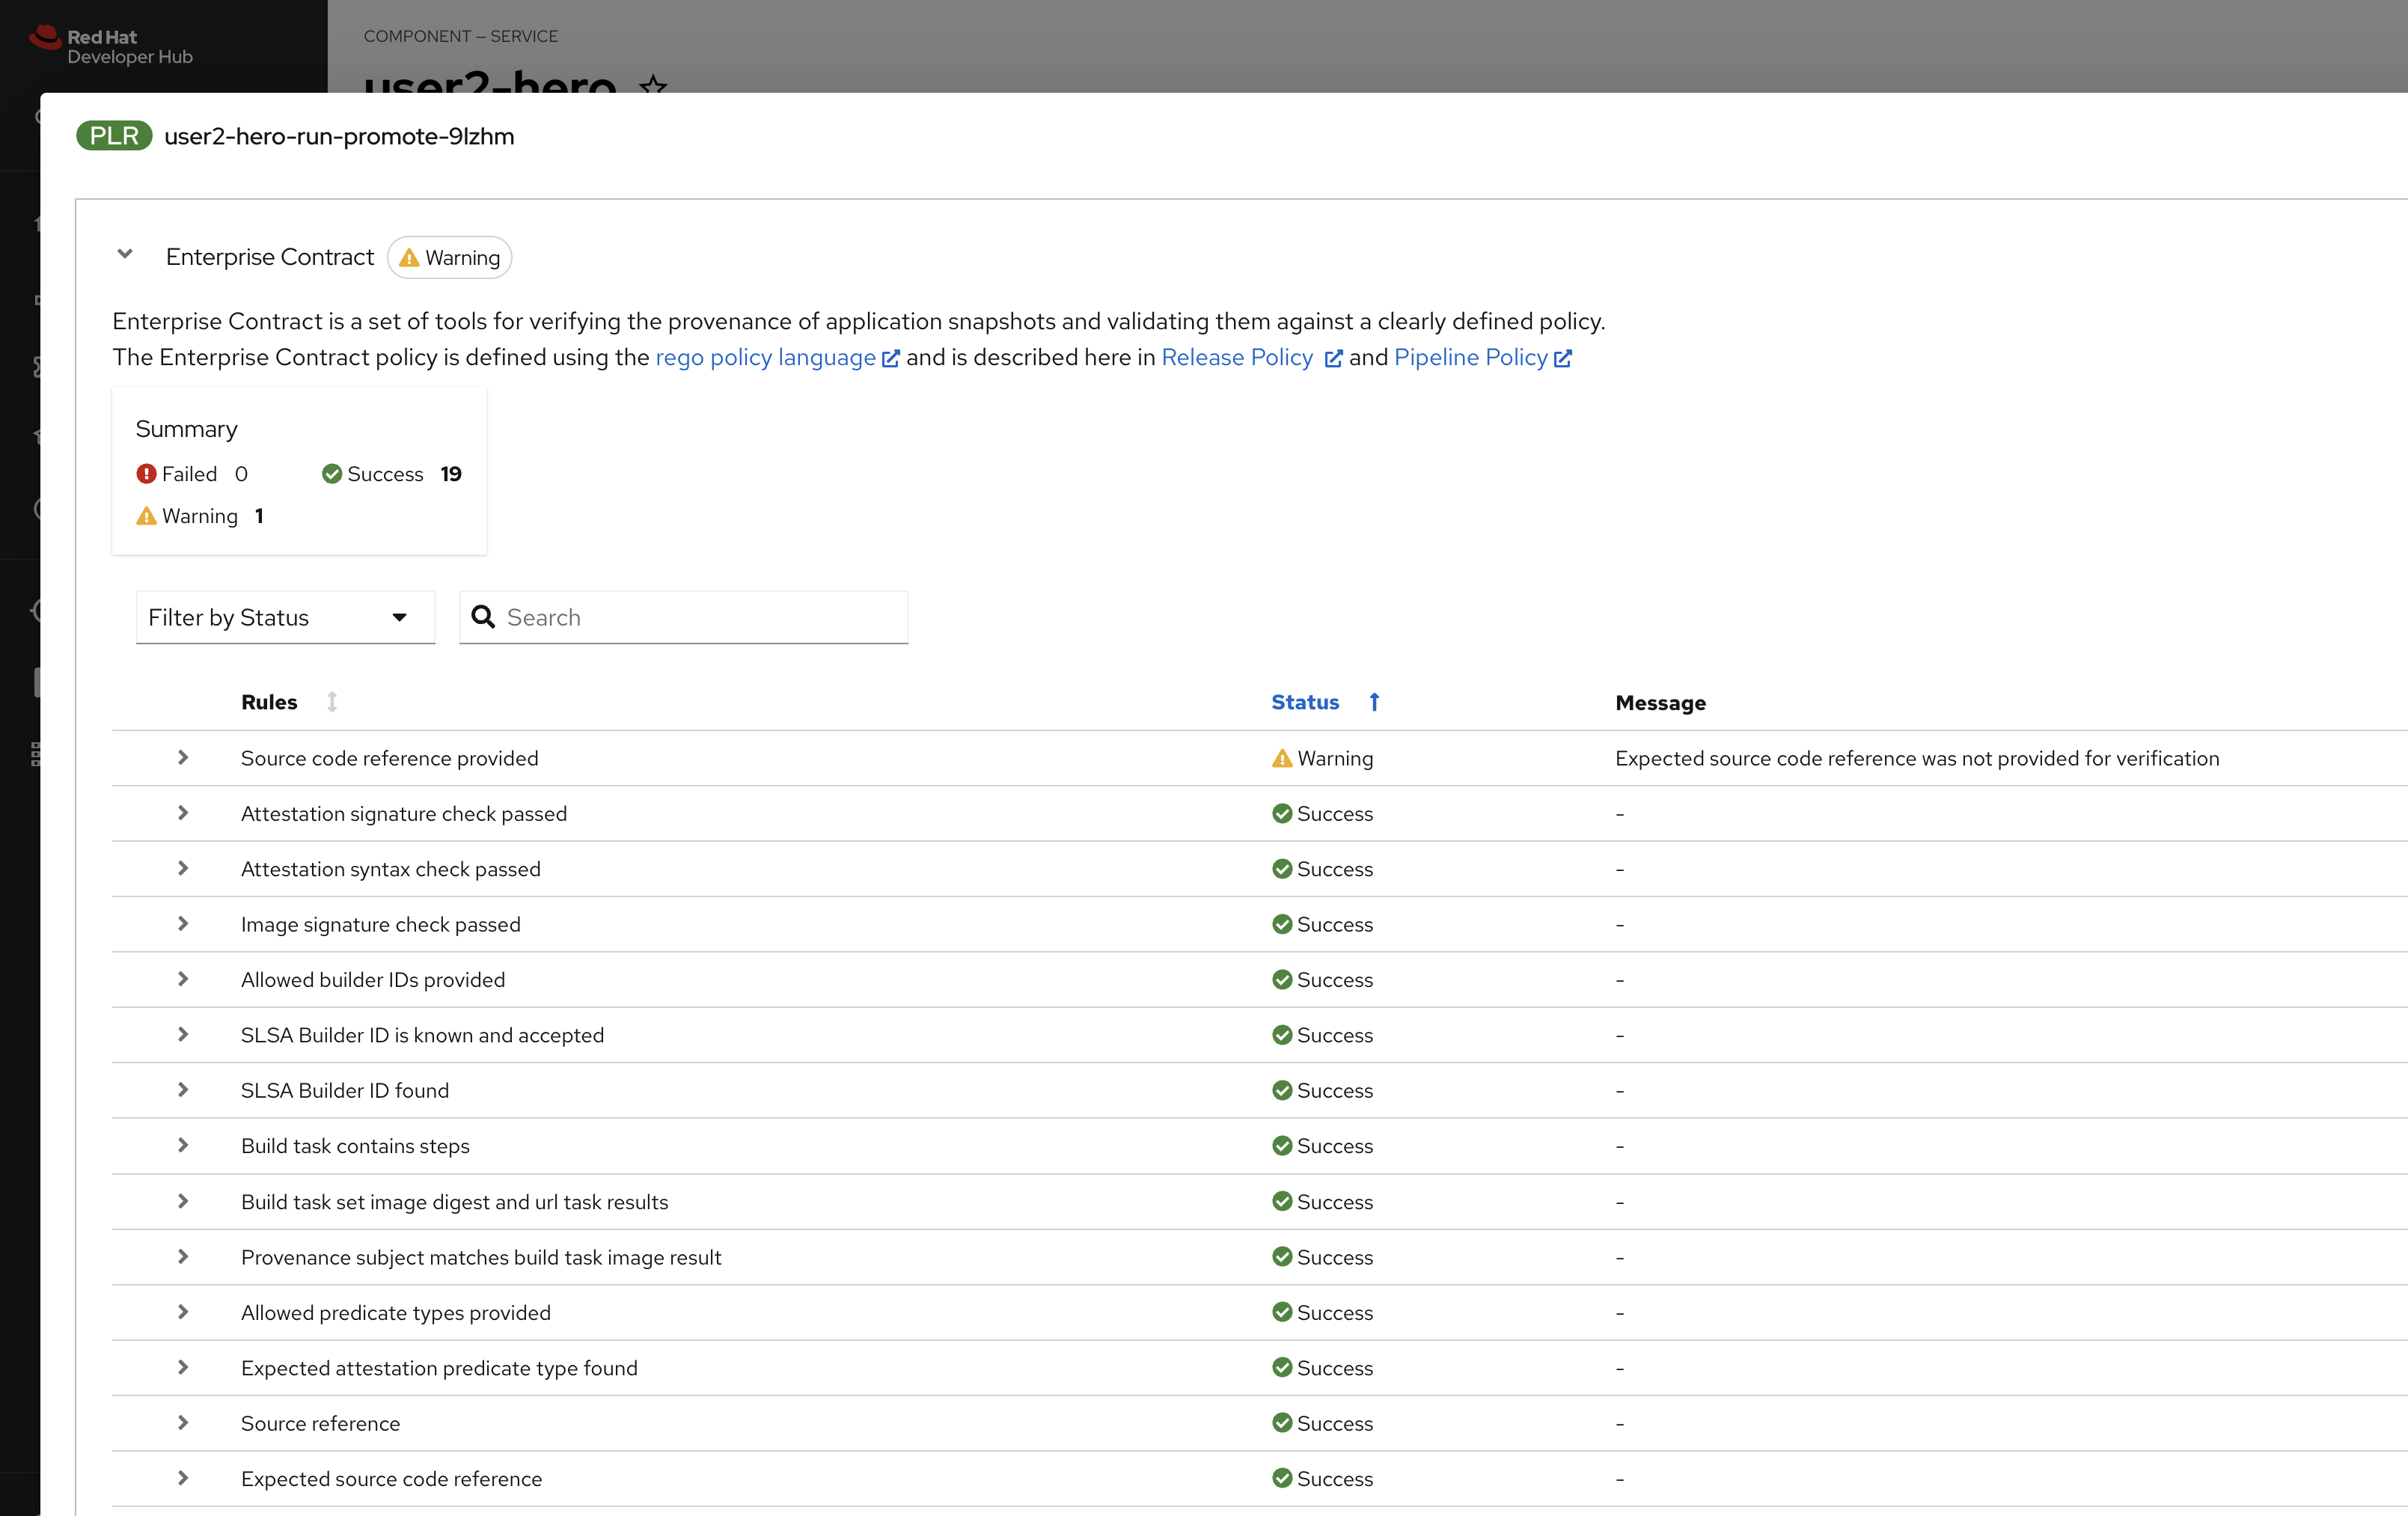 Red Hat
Developer Hub
COMPONENT — SERVICE
user2-hero
PLR user2-hero-run-promote-9lzhm
Enterprise Contract Warning
Enterprise Contract is a set of tools for verifying the provenance of application snapshots and validating them against a clearly defined policy.
The Enterprise Contract policy is defined using the rego policy language and is described here in Release Policy and Pipeline Policy
Summary
Failed 0 Success 19
Warning 1
Filter by Status Search
Rules Status Message
Source code reference provided Warning Expected source code reference was not provided for verification
Attestation signature check passed Success -
Attestation syntax check passed Success -
Image signature check passed Success -
Allowed builder IDs provided Success -
SLSA Builder ID is known and accepted Success -
SLSA Builder ID found Success -
Build task contains steps Success -
Build task set image digest and url task results Success -
Provenance subject matches build task image result Success -
Allowed predicate types provided Success -
Expected attestation predicate type found Success -
Source reference Success -
Expected source code reference Success -